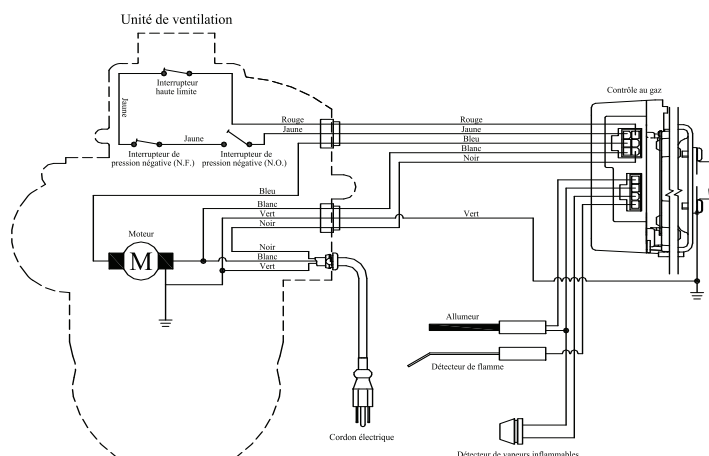 Unité de ventilation
Interrupteur
haute limite
Jaune
Jaune
Interrupteur de
pression négative (N.F.)
Interrupteur de
pression négative (N.O.)
Rouge
Jaune
Bleu
Blanc
Vert
Noir
Moteur
M
Noir
Blanc
Vert
Contrôle au gaz
Rouge
Jaune
Bleu
Blanc
Noir
Vert
Allumeur
Détecteur de flamme
Cordon électrique
Détecteur de vapeurs inflammables